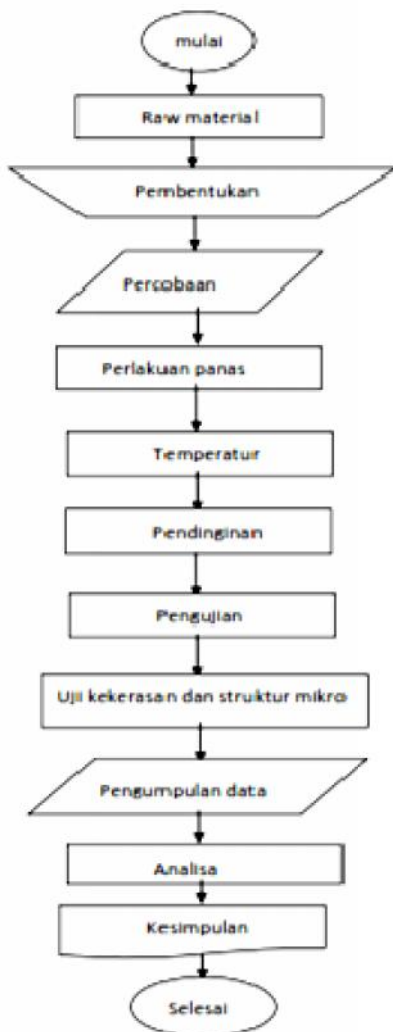 mulai
Raw material
Pembentukan
Percobaan
Perlakuan panas
Temperatur
Pendinginan
Pengujian
Uji kekerasan dan struktur mikro
Pengumpulan data
Analisa
Kesimpulan
Selesai